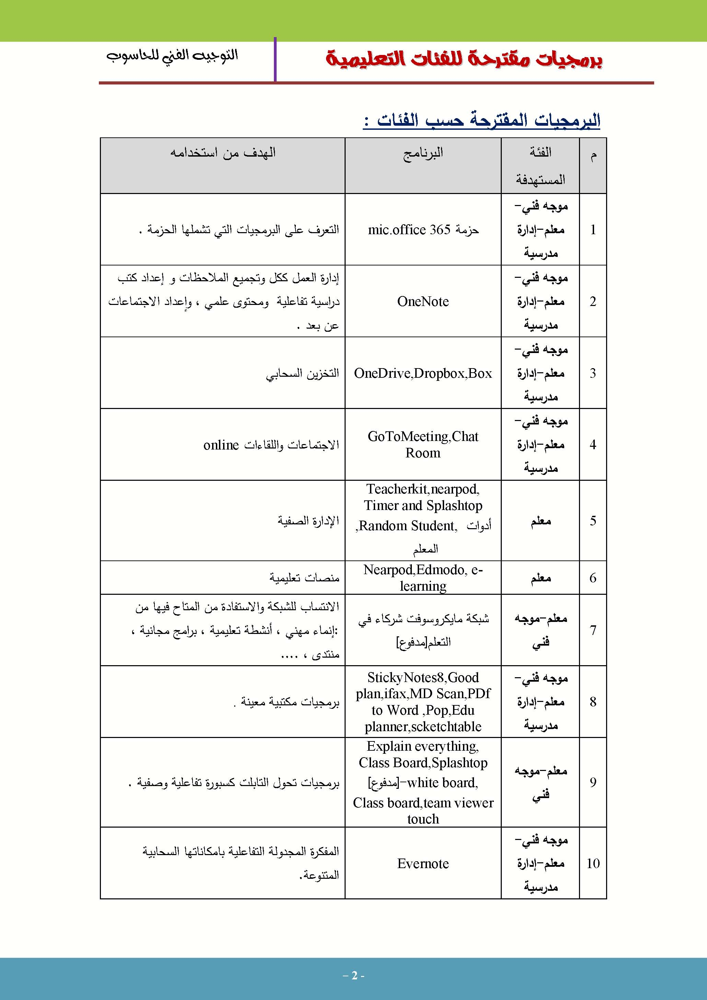 برمجيات مقترحة للفئات التعليمية
التوجيه الفني للحاسوب
البرمجيات المقترحة حسب الفئات :
م
الفئة
المستهدفة
البرنامج
الهدف من استخدامه
1
موجه فني-
معلم-إدارة
مدرسية
حزمة mic.office 365
التعرف على البرمجيات التي تشملها الحزمة .
2
موجه فني-
معلم-إدارة
مدرسية
OneNote
إدارة العمل ككل وتجميع الملاحظات و إعداد كتب
دراسية تفاعلية ومحتوى علمي ، وإعداد الاجتماعات
عن بعد .
3
موجه فني-
معلم-إدارة
مدرسية
OneDrive,Dropbox,Box
التخزين السحابي
4
موجه فني-
معلم-إدارة
مدرسية
GoToMeeting,Chat
Room
الاجتماعات واللقاءات online
5
معلم
Teacherkit,nearpod,
Timer and Splashtop
,Random Student, أدوات
المعلم
الإدارة الصفية
6
معلم
Nearpod,Edmodo, e-
learning
منصات تعليمية
7
معلم-موجه
فني
شبكة مايكروسوفت شركاء في
التعلم[مدفوع]
الانتساب للشبكة والاستفادة من المتاح فيها من
:إنماء مهني ، أنشطة تعليمية ، برامج مجانية ،
منتدى ، ....
8
موجه فني-
معلم-إدارة
مدرسية
StickyNotes8,Good
plan,ifax,MD Scan,PDf
to Word ,Pop,Edu
planner,scketchtable
برمجيات مكتبية معينة .
9
معلم-موجه
فني
Explain everything,
Class Board,Splashtop
[مدفوع]-white board,
Class board,team viewer
touch
برمجيات تحول التابلت كسبورة تفاعلية وصفية .
10
موجه فني-
معلم-إدارة
مدرسية
Evernote
المفكرة المجدولة التفاعلية بامكاناتها السحابية
المتنوعة.
- 2 -